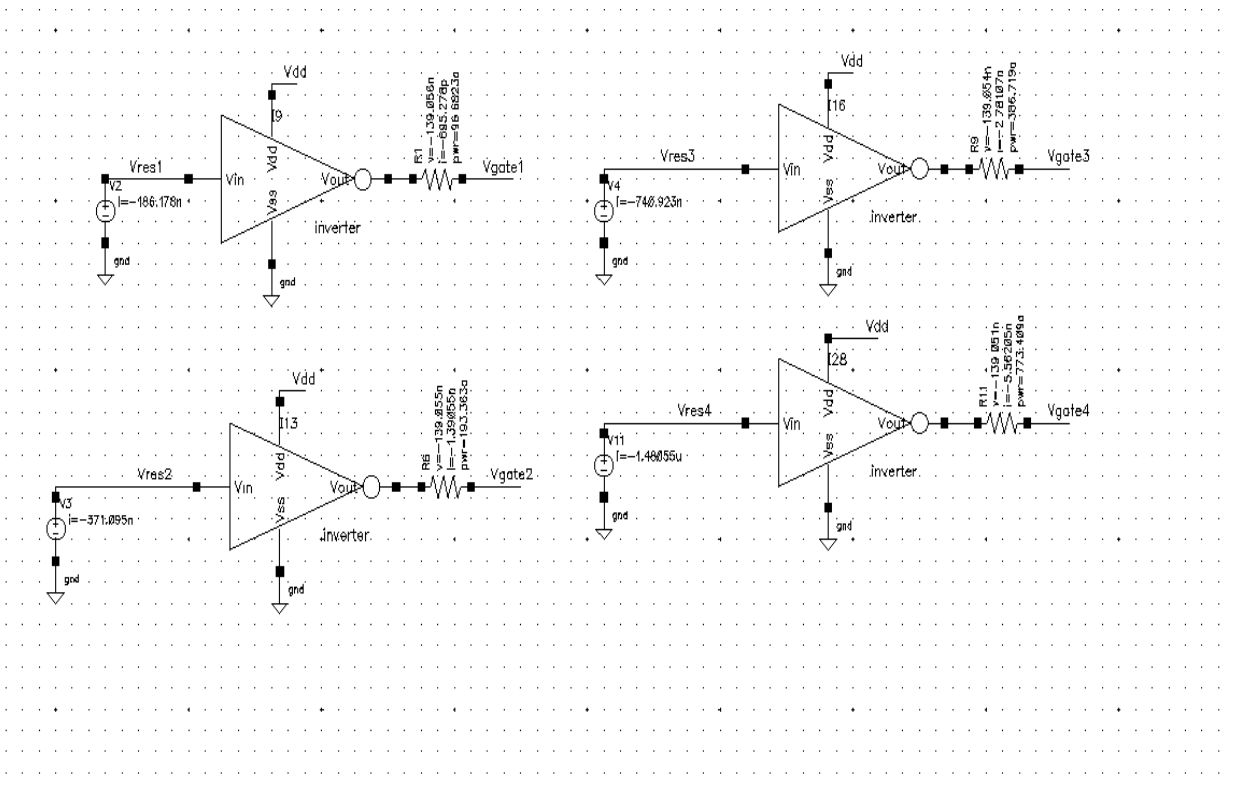 Vdd
I9
Vres1
V2
i=-186.178n
gnd
Vin
Vdd
Vss
Vout
inverter
gnd
R1
v=-139.056n
i=-695.278p
pwr=96.6823a
Vgate1
Vdd
I16
Vres3
V4
i=-740.923n
gnd
Vin
Vdd
Vss
Vout
inverter
gnd
R9
v=-139.054n
i=-2.78107n
pwr=386.719a
Vgate3
Vdd
I13
Vres2
V3
i=-371.095n
gnd
Vin
Vdd
Vss
Vout
inverter
gnd
R6
v=-139.055n
i=-1.39055n
pwr=193.363a
Vgate2
Vdd
I28
Vres4
V11
i=-1.48055u
gnd
Vin
Vdd
Vss
Vout
inverter
gnd
R11
v=-139.051n
i=-5.56205n
pwr=773.409a
Vgate4